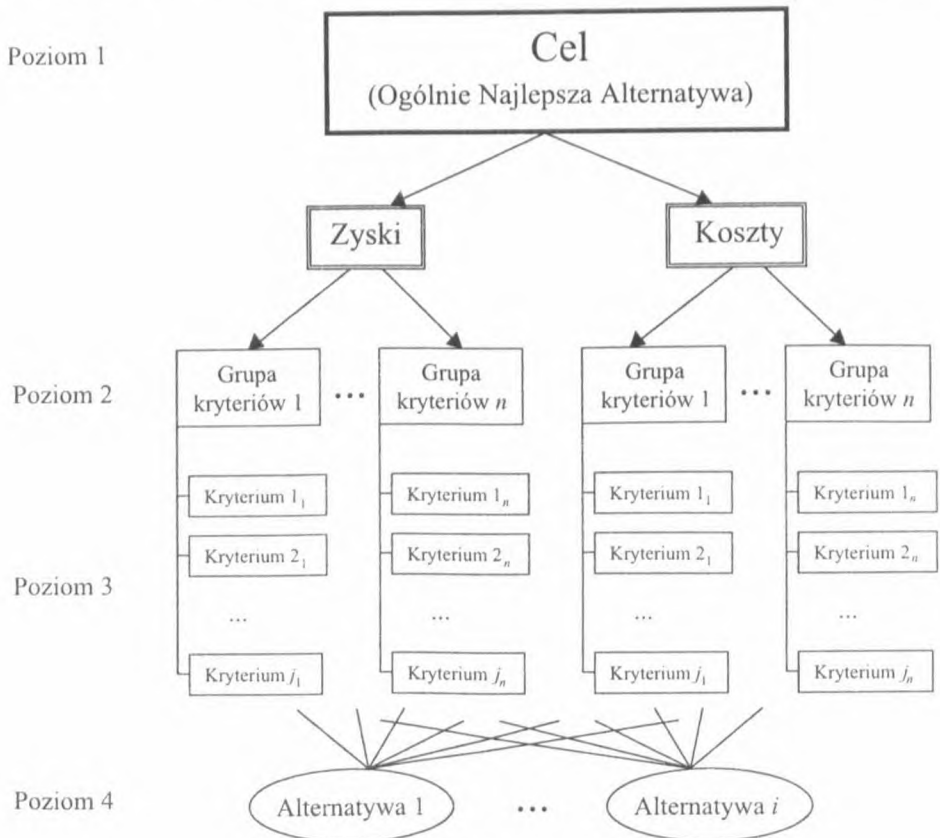 Poziom 1
Cel
(Ogólnie Najlepsza Alternatywa)
Zyski
Koszty
Poziom 2
Grupa
kryteriów 1
...
Grupa
kryteriów n
Grupa
kryteriów 1
...
Grupa
kryteriów n
Poziom 3
Kryterium 1₁
Kryterium 2₁
...
Kryterium j₁
Kryterium 1ₙ
Kryterium 2ₙ
...
Kryterium jₙ
Kryterium 1₁
Kryterium 2₁
...
Kryterium j₁
Kryterium 1ₙ
Kryterium 2ₙ
...
Kryterium jₙ
Poziom 4
Alternatywa 1
...
Alternatywa i